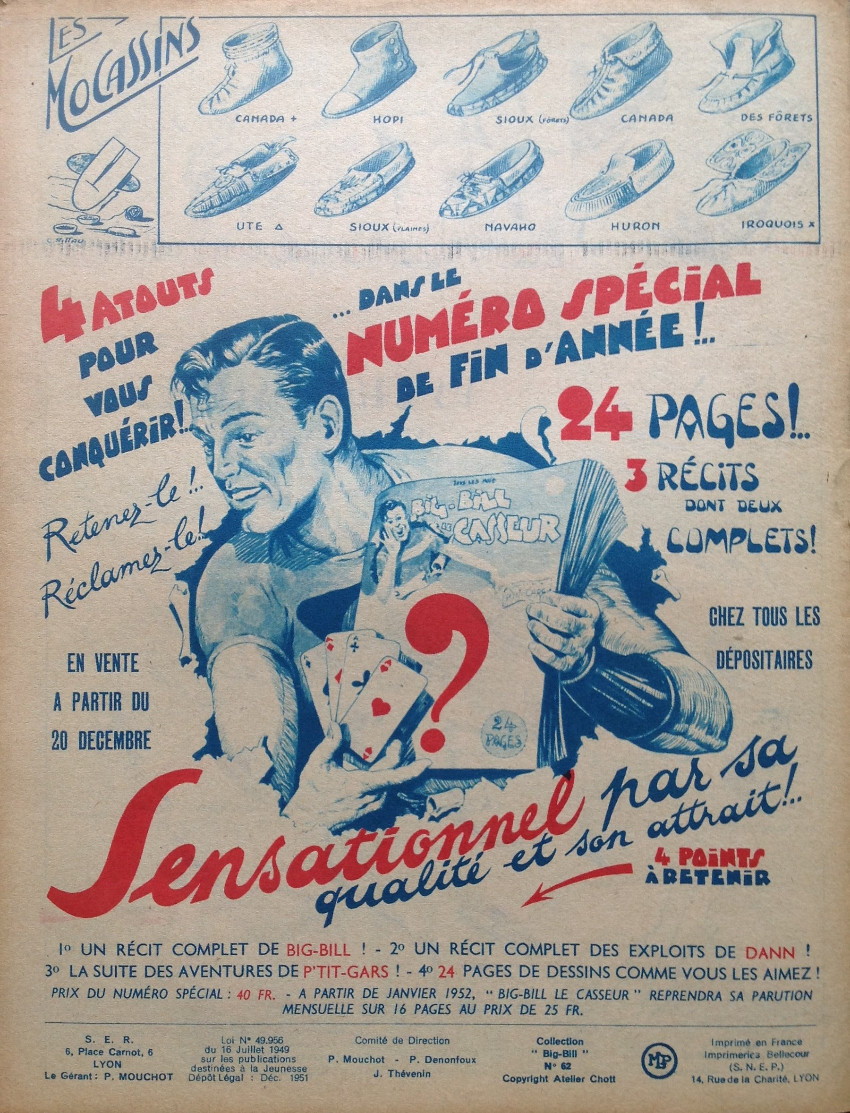 LES
MOCASSINS
CANADA +
HOPI
SIOUX (FORÊTS)
CANADA
DES FÔRETS
UTE △
SIOUX (PLAINES)
NAVAHO
HURON
IROQUOIS x
4 ATOUTS
POUR
VOUS
CONQUÉRIR!..
... DANS LE
NUMÉRO SPÉCIAL
DE FIN D'ANNÉE!..
24 PAGES!..
3 RÉCITS
DONT DEUX
COMPLETS!
Retenez-le!..
Réclamez-le!
BIG-BILL
LE
CASSEUR
?
24
PAGES
EN VENTE
A PARTIR DU
20 DECEMBRE
CHEZ TOUS LES
DÉPOSITAIRES
Sensationnel par sa
qualité et son attrait!..
4 POINTS
À RETENIR
1º UN RÉCIT COMPLET DE BIG-BILL ! - 2º UN RÉCIT COMPLET DES EXPLOITS DE DANN !
3º LA SUITE DES AVENTURES DE P'TIT-GARS ! - 4º 24 PAGES DE DESSINS COMME VOUS LES AIMEZ !
PRIX DU NUMÉRO SPÉCIAL : 40 FR. - A PARTIR DE JANVIER 1952, " BIG-BILL LE CASSEUR " REPRENDRA SA PARUTION
MENSUELLE SUR 16 PAGES AU PRIX DE 25 FR.
S. E. R.
6, Place Carnot, 6
LYON
Le Gérant : P. MOUCHOT
Loi Nº 49.956
du 16 Juillet 1949
sur les publications
destinées à la Jeunesse
Dépôt Légal : Déc. 1951
Comité de Direction
P. Mouchot - P. Denonfoux
J. Thévenin
Collection
" Big-Bill "
Nº 62
Copyright Atelier Chott
MP
Imprimé en France
Imprimerie Bellecour
(S. N. E. P.)
14, Rue de la Charité, LYON